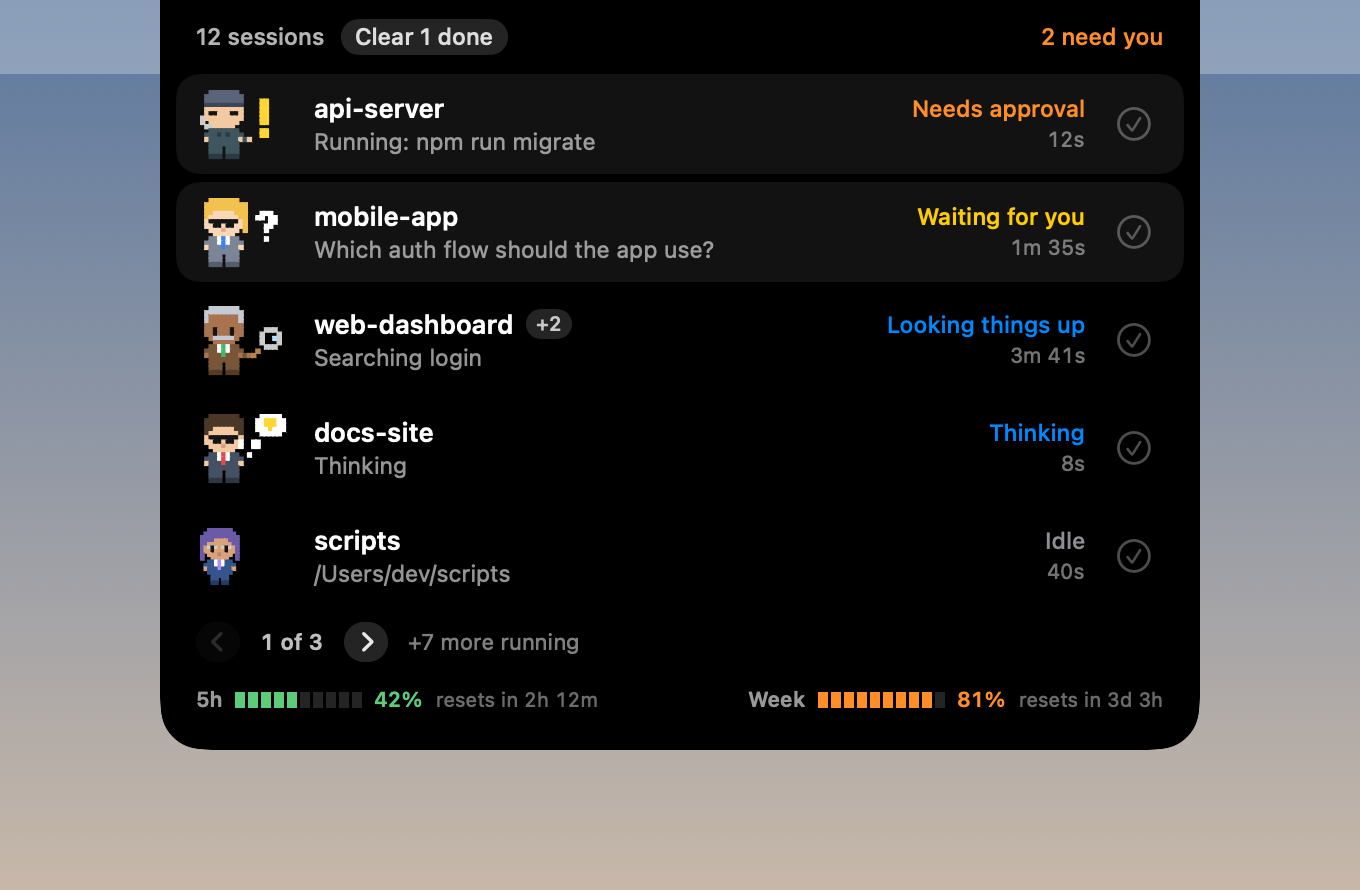 12 sessions Clear 1 done 2 need you
api-server Needs approval
Running: npm run migrate 12s
mobile-app Waiting for you
Which auth flow should the app use? 1m 35s
web-dashboard +2 Looking things up
Searching login 3m 41s
docs-site Thinking
Thinking 8s
scripts Idle
/Users/dev/scripts 40s
1 of 3 +7 more running
5h 42% resets in 2h 12m Week 81% resets in 3d 3h